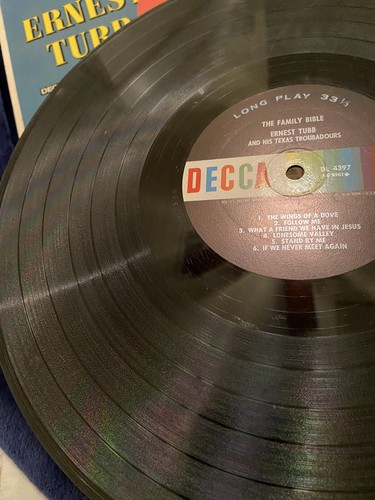 ERNEST
TUBB
DEC
LONG PLAY 33⅓
THE FAMILY BIBLE
ERNEST TUBB
AND HIS TEXAS TROUBADOURS
DECCA
DL 4397
1. THE WINGS OF A DOVE
2. FOLLOW ME
3. WHAT A FRIEND WE HAVE IN JESUS
4. LONESOME VALLEY
5. STAND BY ME
6. IF WE NEVER MEET AGAIN